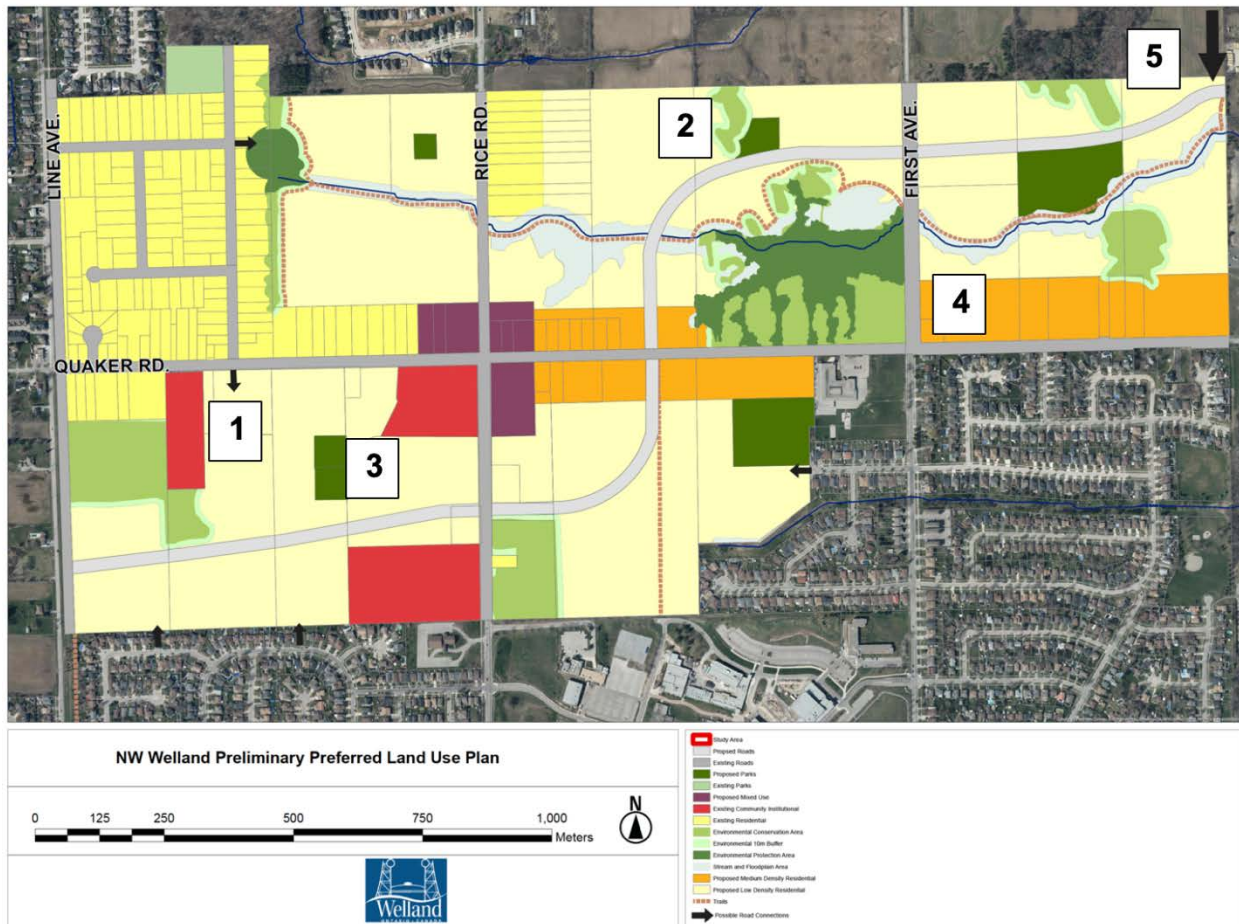 5
2
LINE AVE.
RICE RD.
FIRST AVE.
4
QUAKER RD.
1
3
NW Welland Preliminary Preferred Land Use Plan
0 125 250 500 750 1,000
Meters
N
Welland
ONTARIO • CANADA
Study Area
Propsed Roads
Existing Roads
Proposed Parks
Existing Parks
Proposed Mixed Use
Existing Community Institutional
Existing Residential
Environmental Conservation Area
Environmental 10m Buffer
Environmental Protection Area
Stream and Floodplain Area
Proposed Medium Density Residential
Proposed Low Density Residential
Trails
Possible Road Connections